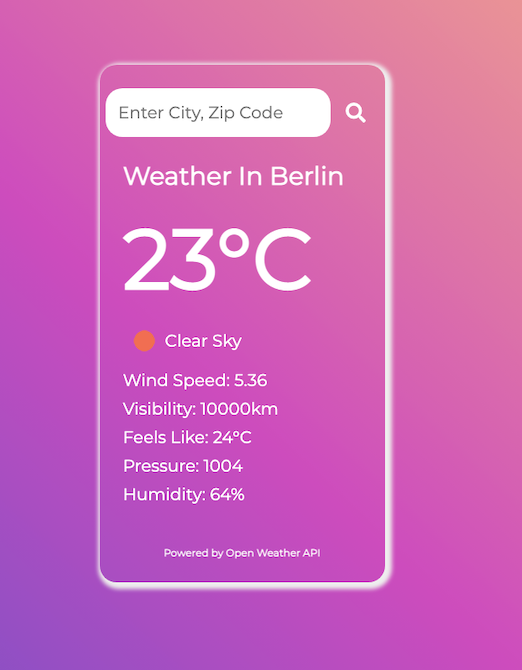 Enter City, Zip Code
Weather In Berlin
23°C
Clear Sky
Wind Speed: 5.36
Visibility: 10000km
Feels Like: 24°C
Pressure: 1004
Humidity: 64%
Powered by Open Weather API